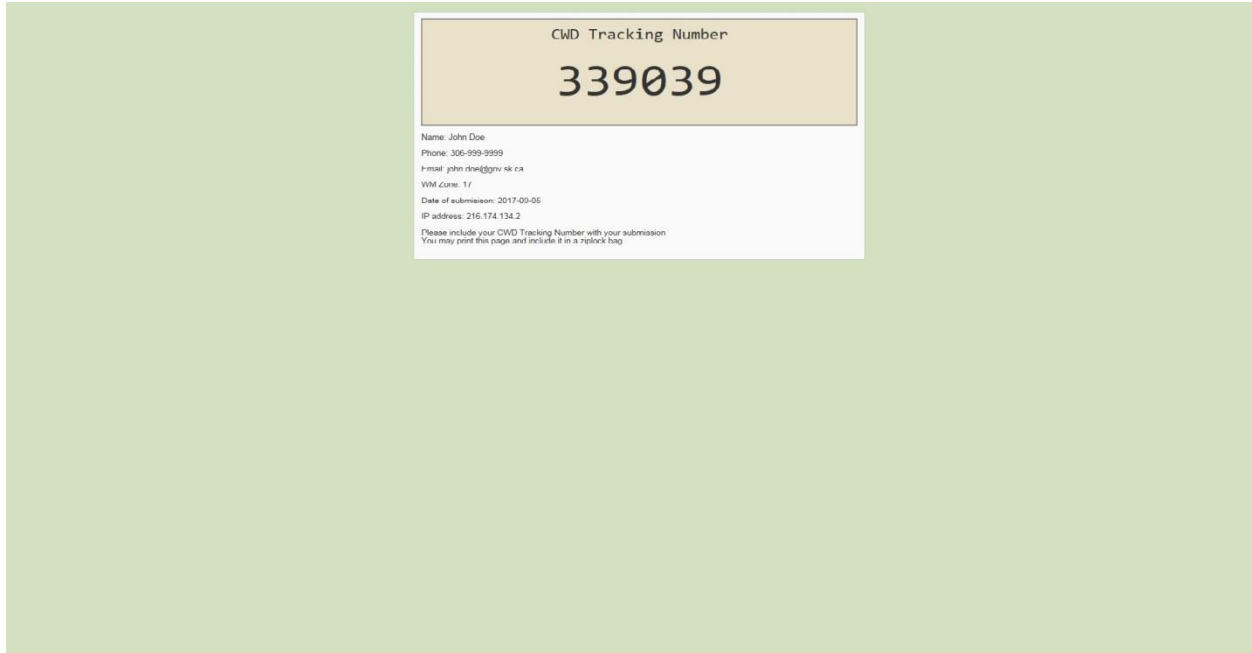 CWD Tracking Number
339039
Name: John Doe
Phone: 306-999-9999
Email: john.doe@gov.sk.ca
WM Zone: 17
Date of submisison: 2017-09-05
IP address: 216.174.134.2
Please include your CWD Tracking Number with your submission
You may print this page and include it in a ziplock bag